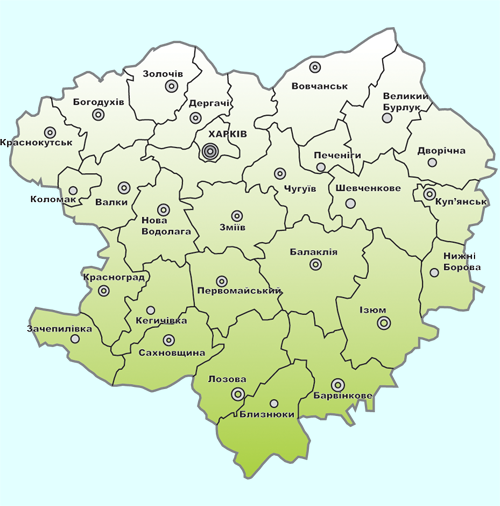 Золочів
Вовчанськ
Богодухів
Дергачі
Великий
Бурлук
ХАРКІВ
Краснокутськ
Печеніги
Дворічна
Чугуїв
Шевченкове
Коломак
Валки
Куп'янськ
Нова
Водолага
Зміїв
Балаклія
Нижні
Борова
Красноград
Первомайський
Ізюм
Кегичівка
Зачепилівка
Сахновщина
Лозова
Барвінкове
Близнюки